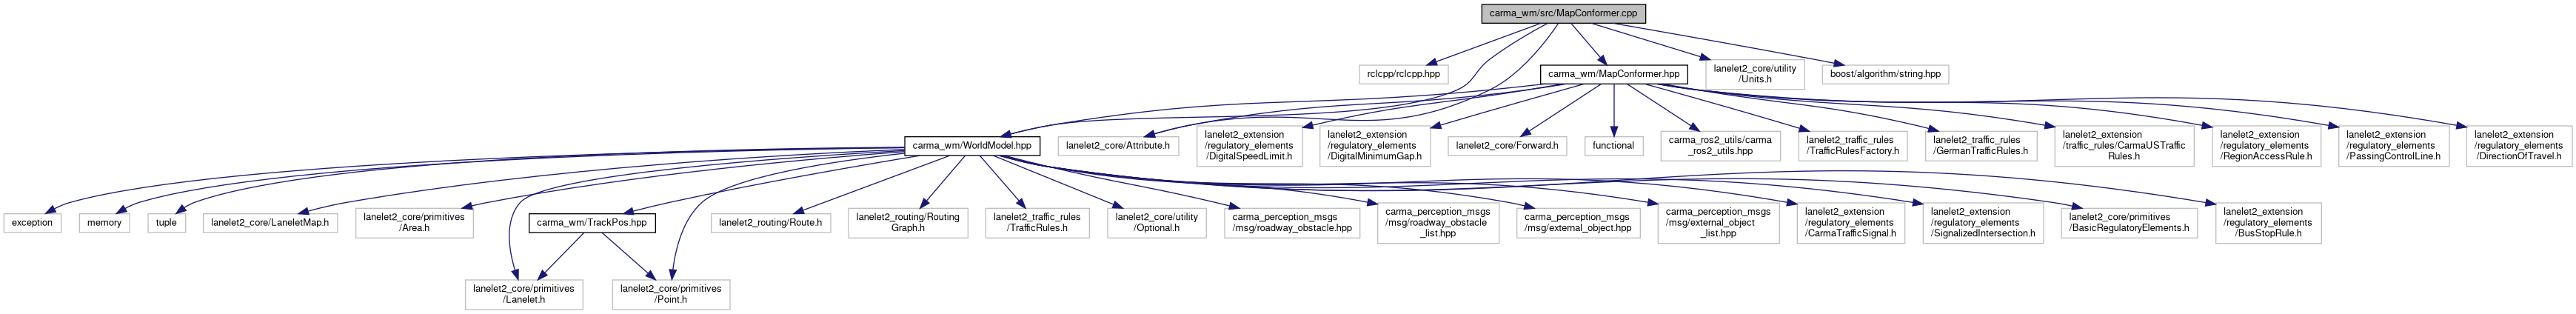 carma_wm/src/MapConformer.cpp
rclcpp/rclcpp.hpp
carma_wm/MapConformer.hpp
lanelet2_core/utility
/Units.h
boost/algorithm/string.hpp
carma_wm/WorldModel.hpp
lanelet2_core/Attribute.h
lanelet2_extension
/regulatory_elements
/DigitalSpeedLimit.h
lanelet2_extension
/regulatory_elements
/DigitalMinimumGap.h
lanelet2_core/Forward.h
functional
carma_ros2_utils/carma
_ros2_utils.hpp
lanelet2_traffic_rules
/TrafficRulesFactory.h
lanelet2_traffic_rules
/GermanTrafficRules.h
lanelet2_extension
/traffic_rules/CarmaUSTraffic
Rules.h
lanelet2_extension
/regulatory_elements
/RegionAccessRule.h
lanelet2_extension
/regulatory_elements
/PassingControlLine.h
lanelet2_extension
/regulatory_elements
/DirectionOfTravel.h
exception
memory
tuple
lanelet2_core/LaneletMap.h
lanelet2_core/primitives
/Area.h
carma_wm/TrackPos.hpp
lanelet2_routing/Route.h
lanelet2_routing/Routing
Graph.h
lanelet2_traffic_rules
/TrafficRules.h
lanelet2_core/utility
/Optional.h
carma_perception_msgs
/msg/roadway_obstacle.hpp
carma_perception_msgs
/msg/roadway_obstacle
_list.hpp
carma_perception_msgs
/msg/external_object.hpp
carma_perception_msgs
/msg/external_object
_list.hpp
lanelet2_extension
/regulatory_elements
/CarmaTrafficSignal.h
lanelet2_extension
/regulatory_elements
/SignalizedIntersection.h
lanelet2_core/primitives
/BasicRegulatoryElements.h
lanelet2_extension
/regulatory_elements
/BusStopRule.h
lanelet2_core/primitives
/Lanelet.h
lanelet2_core/primitives
/Point.h